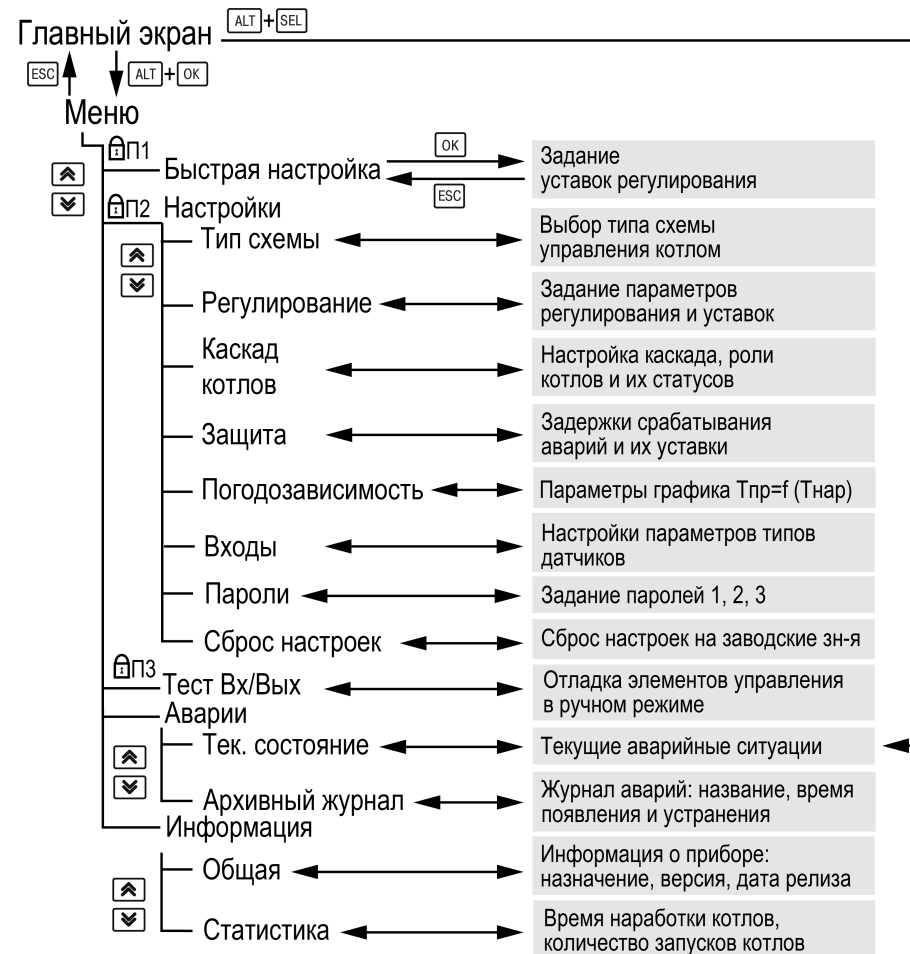 Главный экран ALT+SEL
ESC ALT+OK
Меню
П1
Быстрая настройка OK ESC Задание
уставок регулирования
П2 Настройки
Тип схемы Выбор типа схемы
управления котлом
Регулирование Задание параметров
регулирования и уставок
Каскад
котлов
Настройка каскада, роли
котлов и их статусов
Защита Задержки срабатывания
аварий и их уставки
Погодозависимость Параметры графика Тпр=f (Тнар)
Входы Настройки параметров типов
датчиков
Пароли Задание паролей 1, 2, 3
Сброс настроек Сброс настроек на заводские зн-я
П3
Тест Вх/Вых Отладка элементов управления
в ручном режиме
Аварии
Тек. состояние Текущие аварийные ситуации
Архивный журнал Журнал аварий: название, время
появления и устранения
Информация
Общая Информация о приборе:
назначение, версия, дата релиза
Статистика Время наработки котлов,
количество запусков котлов